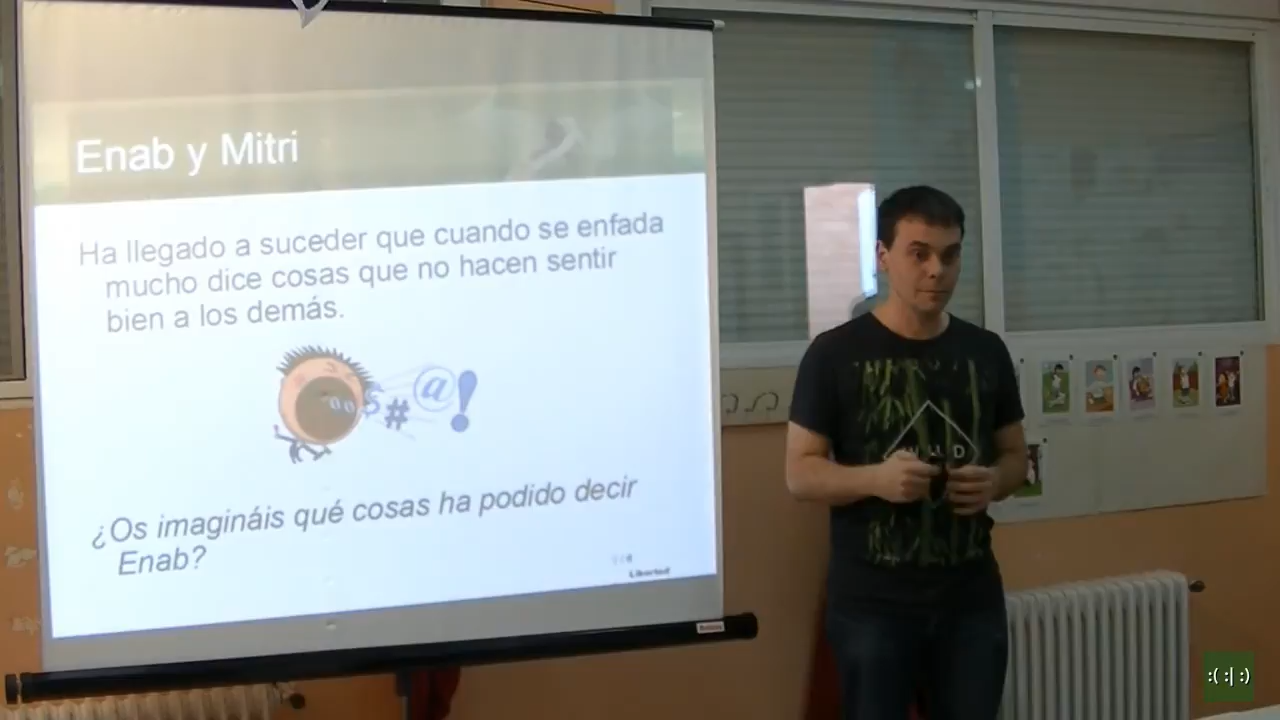 Enab y Mitri
Ha llegado a suceder que cuando se enfada
mucho dice cosas que no hacen sentir
bien a los demás.
$ # @ !
¿Os imagináis qué cosas ha podido decir
Enab?
Libertad
:( :| :)